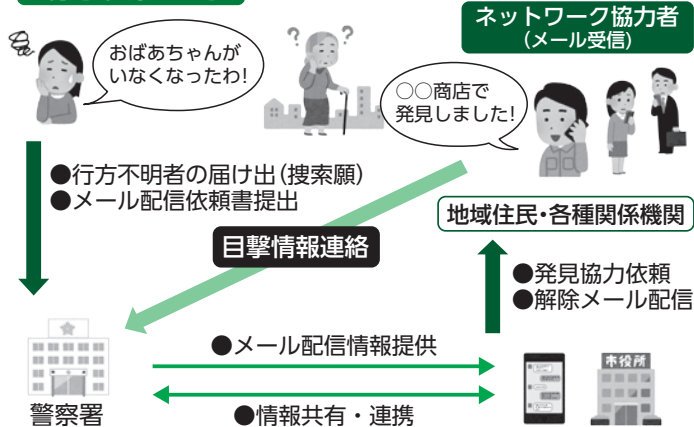 ネットワーク協力者
(メール受信)
おばあちゃんが
いなくなったわ!
?
?
○○商店で
発見しました!
●行方不明者の届け出(捜索願)
●メール配信依頼書提出
地域住民・各種関係機関
目撃情報連絡
●発見協力依頼
●解除メール配信
●メール配信情報提供
市役所
警察署
●情報共有・連携